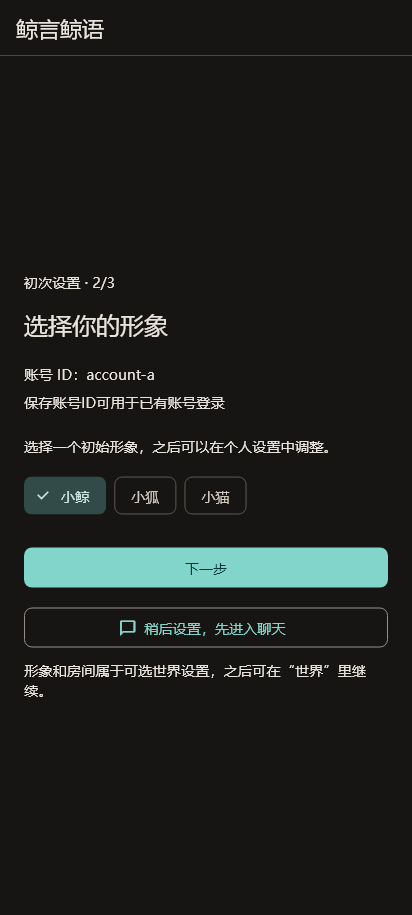 鲸言鲸语
初次设置 · 2/3
选择你的形象
账号 ID：account-a
保存账号ID可用于已有账号登录
选择一个初始形象，之后可以在个人设置中调整。
小鲸 小狐 小猫
下一步
稍后设置，先进入聊天
形象和房间属于可选世界设置，之后可在“世界”里继
续。